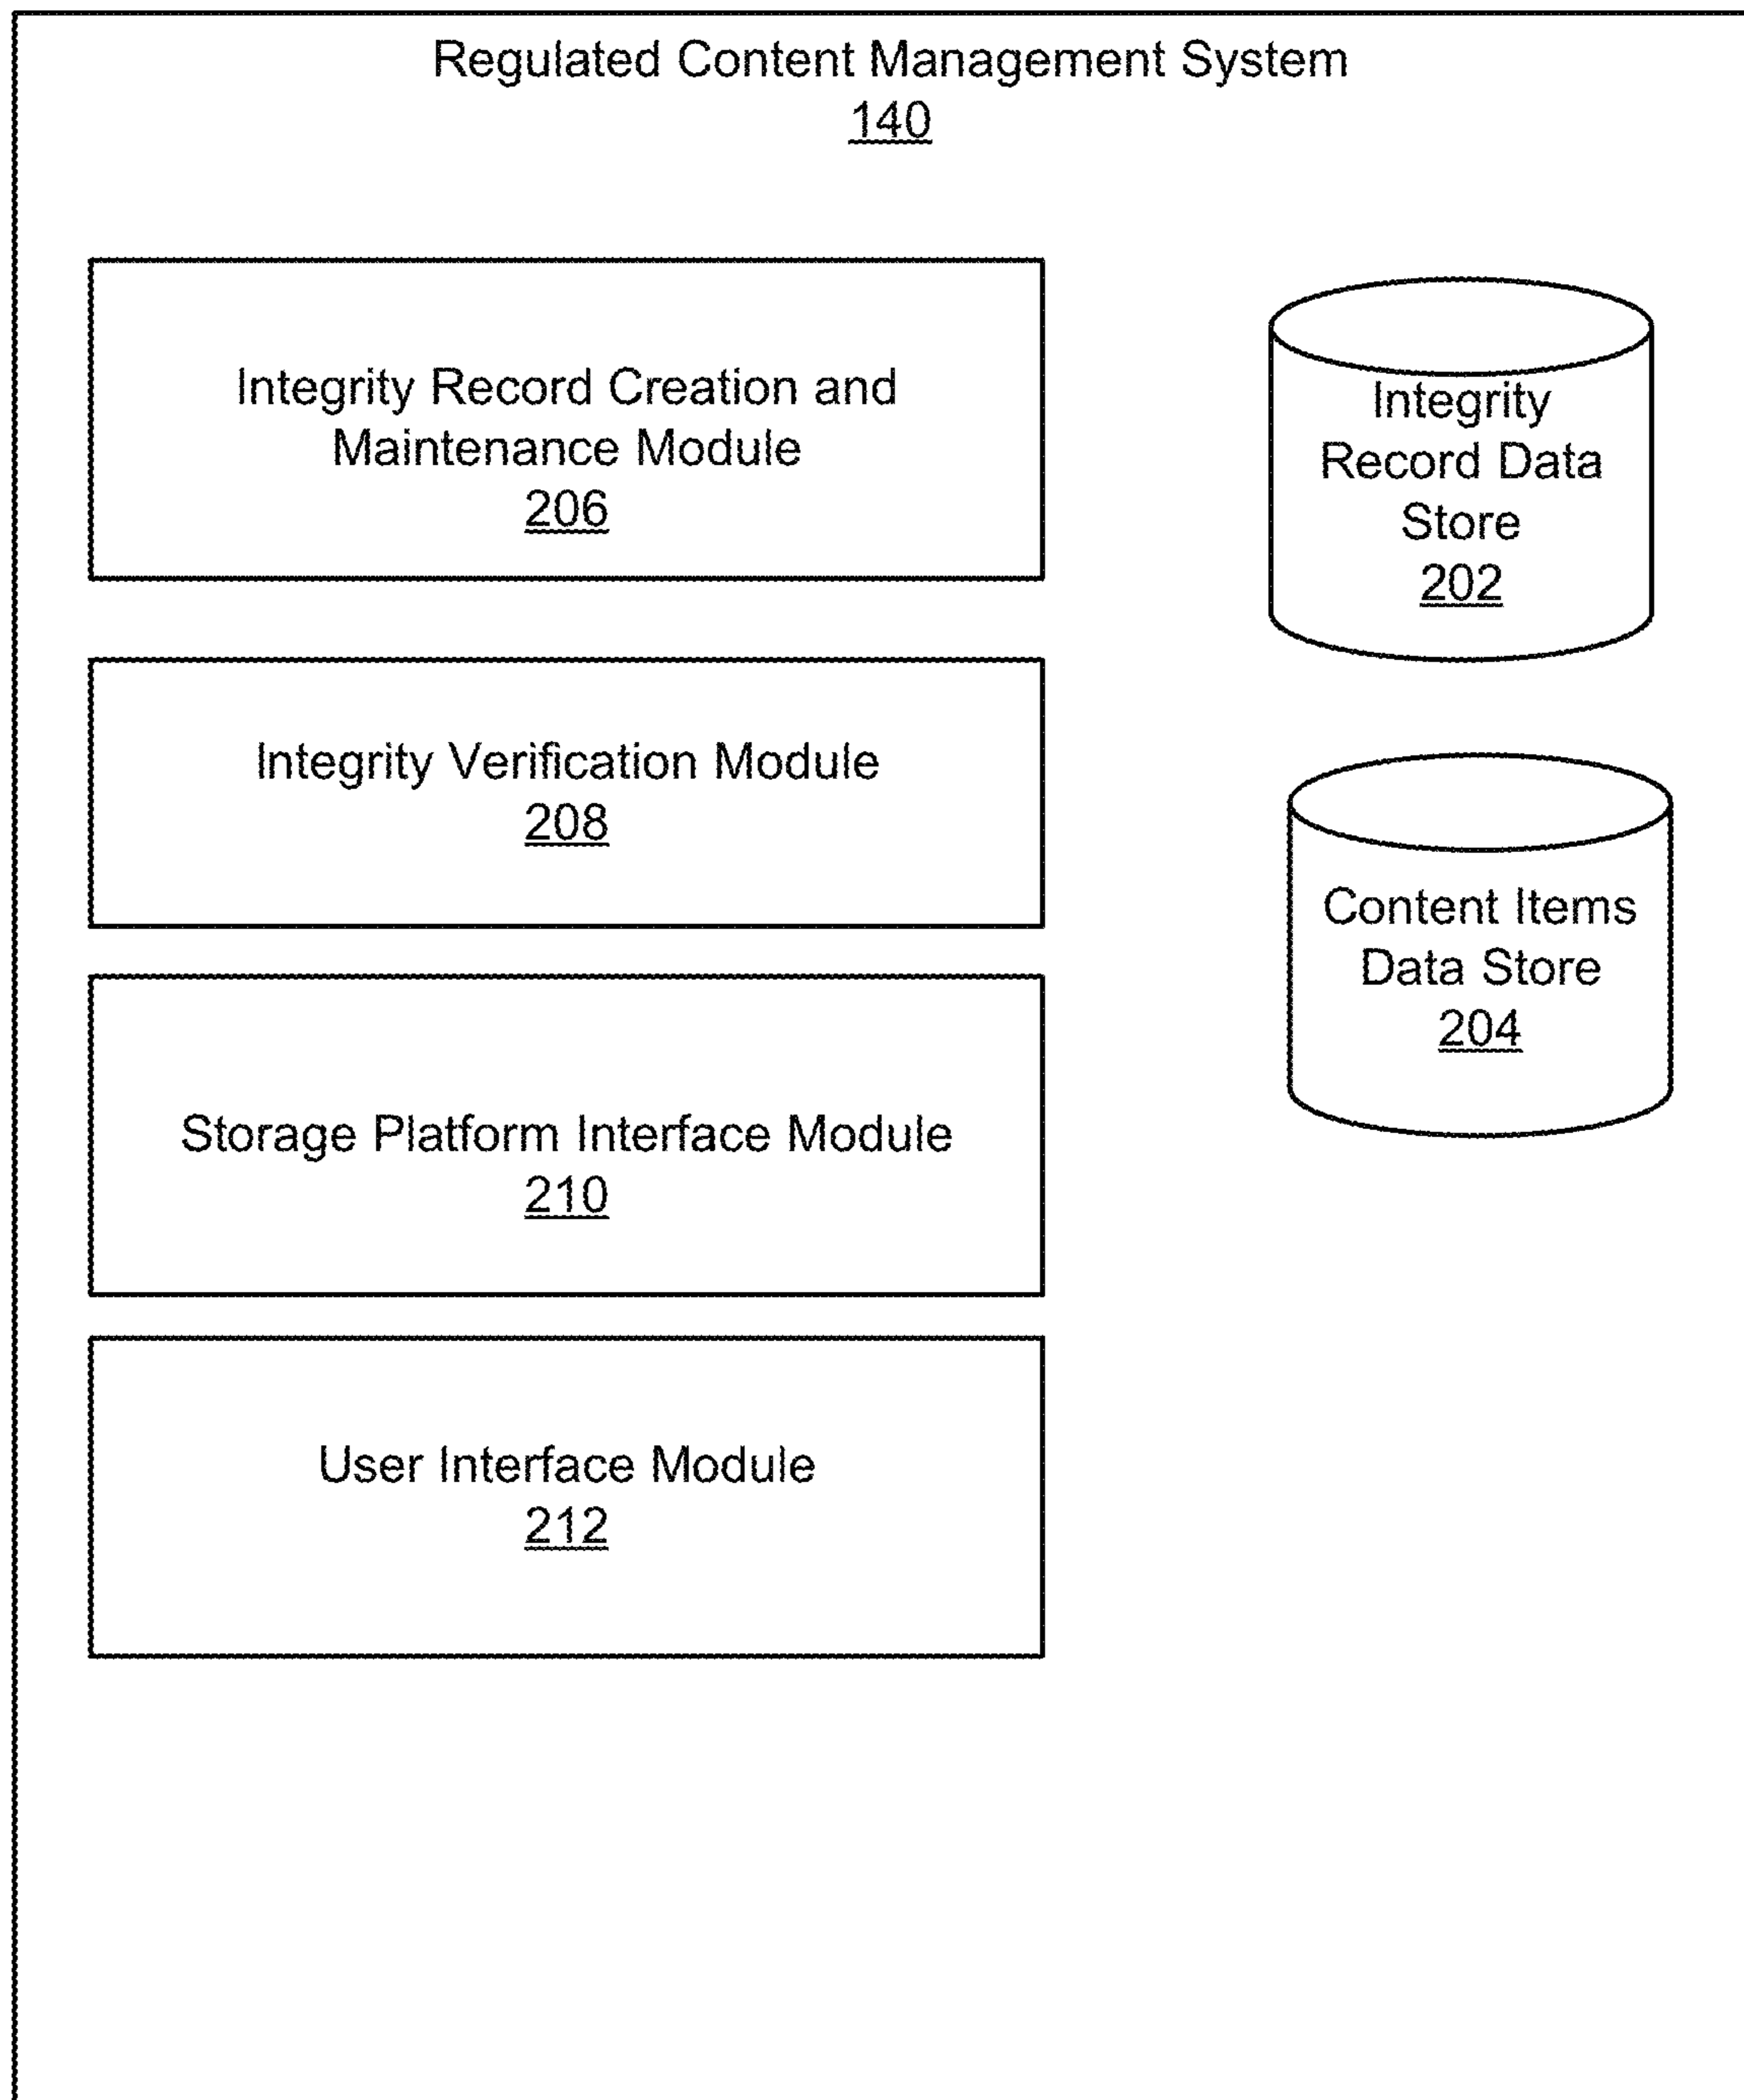 Regulated Content Management System
140
Integrity Record Creation and
Maintenance Module
206
Integrity Verification Module
208
Storage Platform Interface Module
210
User Interface Module
212
Integrity
Record Data
Store
202
Content Items
Data Store
204